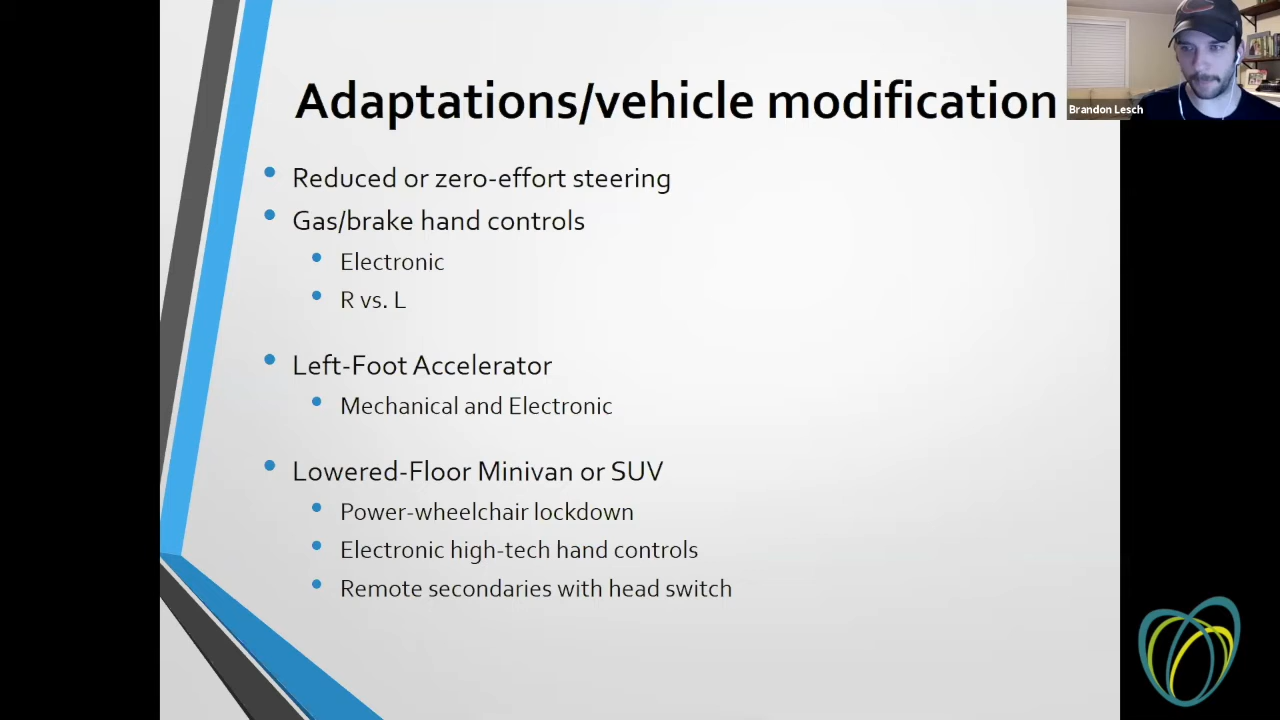 Adaptations/vehicle modification
Brandon Lesch
Reduced or zero-effort steering
Gas/brake hand controls
Electronic
R vs. L
Left-Foot Accelerator
Mechanical and Electronic
Lowered-Floor Minivan or SUV
Power-wheelchair lockdown
Electronic high-tech hand controls
Remote secondaries with head switch